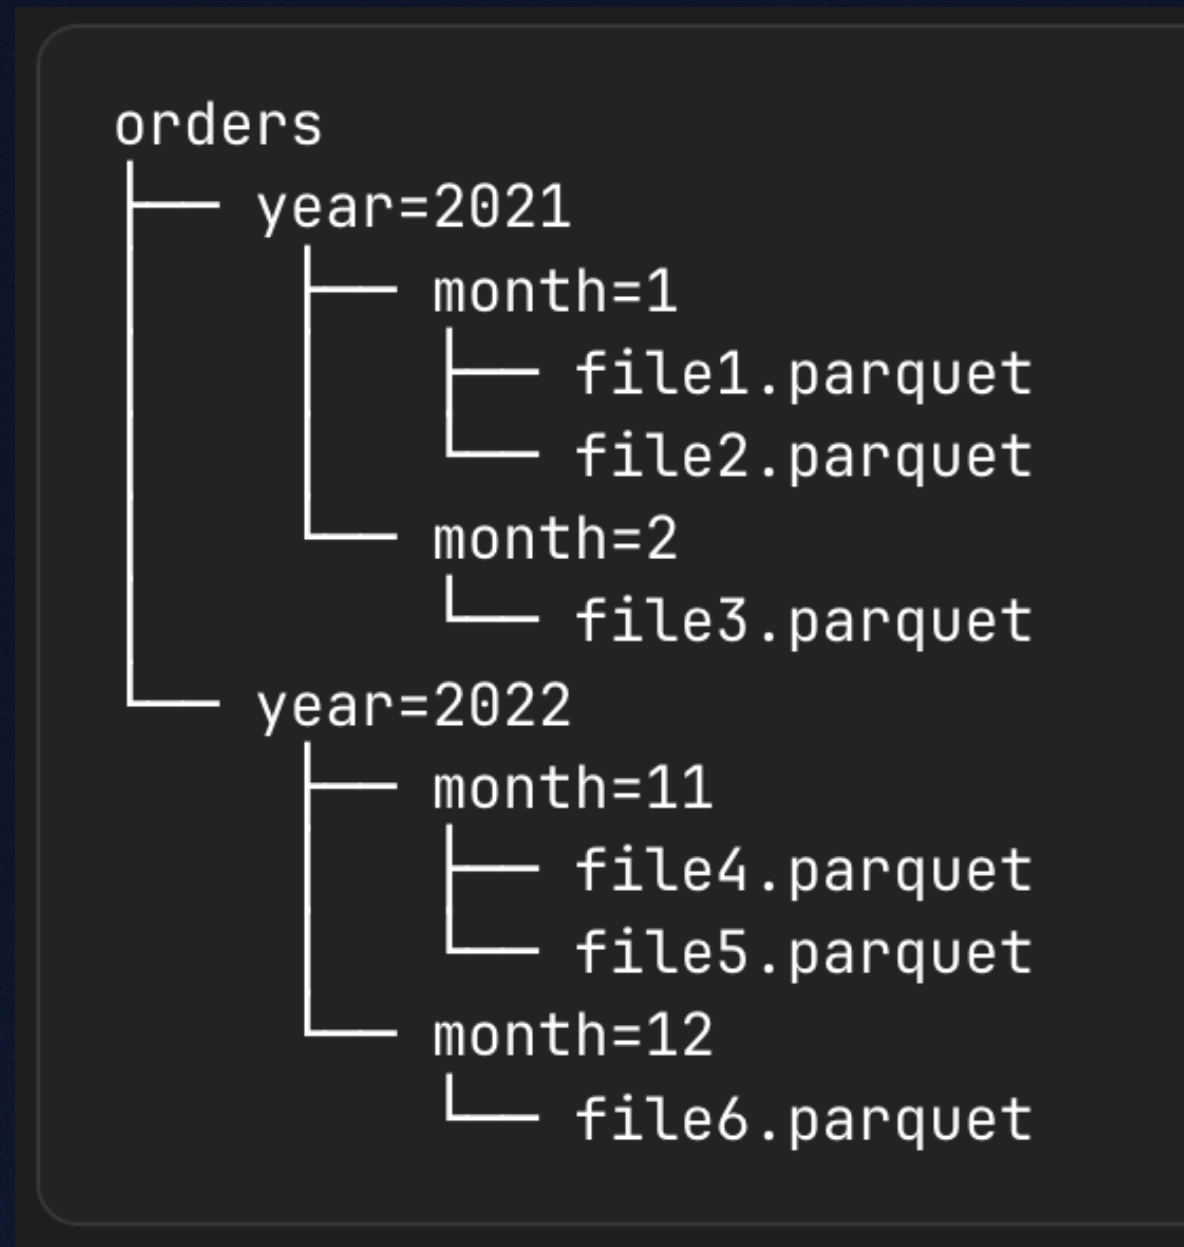 orders
├── year=2021
│    ├── month=1
│    │   ├── file1.parquet
│    │   └── file2.parquet
│    └── month=2
│        └── file3.parquet
└── year=2022
     ├── month=11
     │   ├── file4.parquet
     │   └── file5.parquet
     └── month=12
         └── file6.parquet